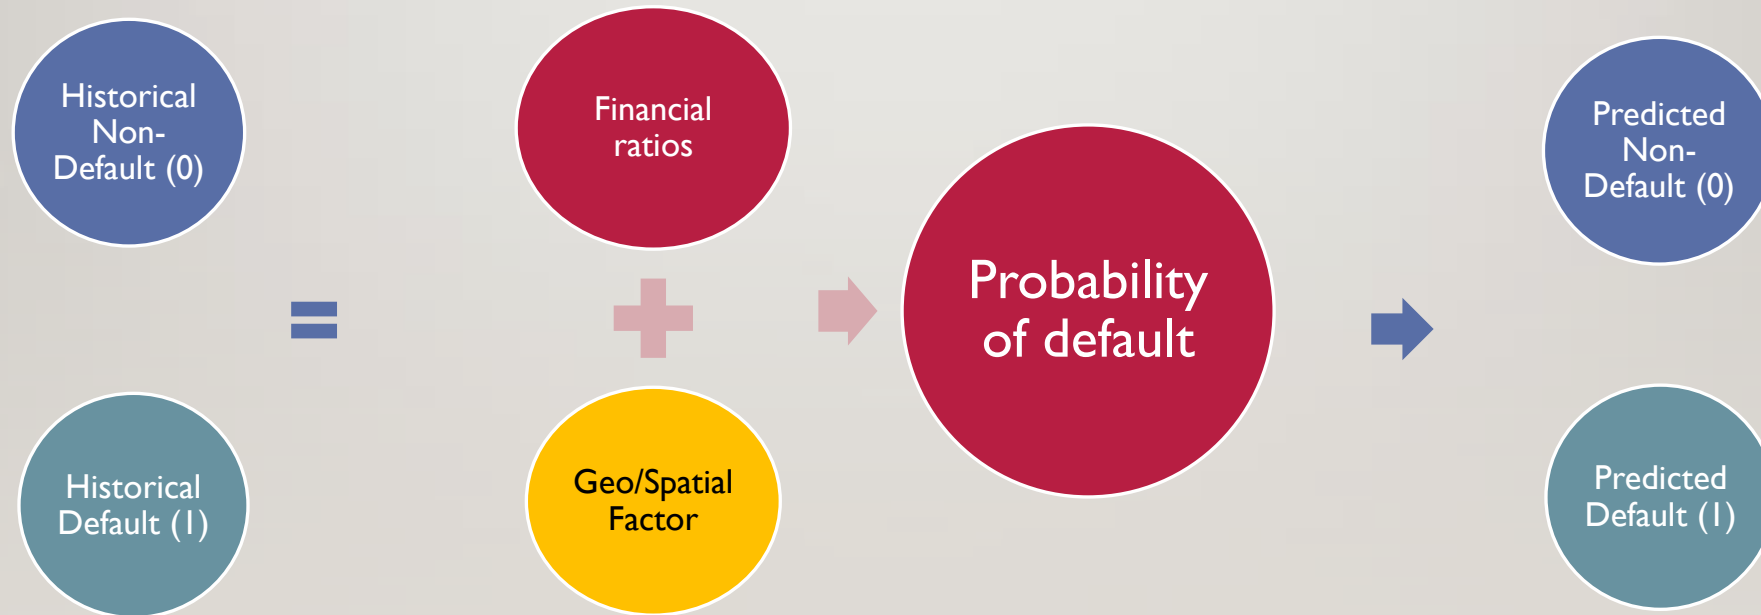 Historical
Non-
Default (0)
Historical
Default (1)
Financial
ratios
Geo/Spatial
Factor
Probability
of default
Predicted
Non-
Default (0)
Predicted
Default (1)